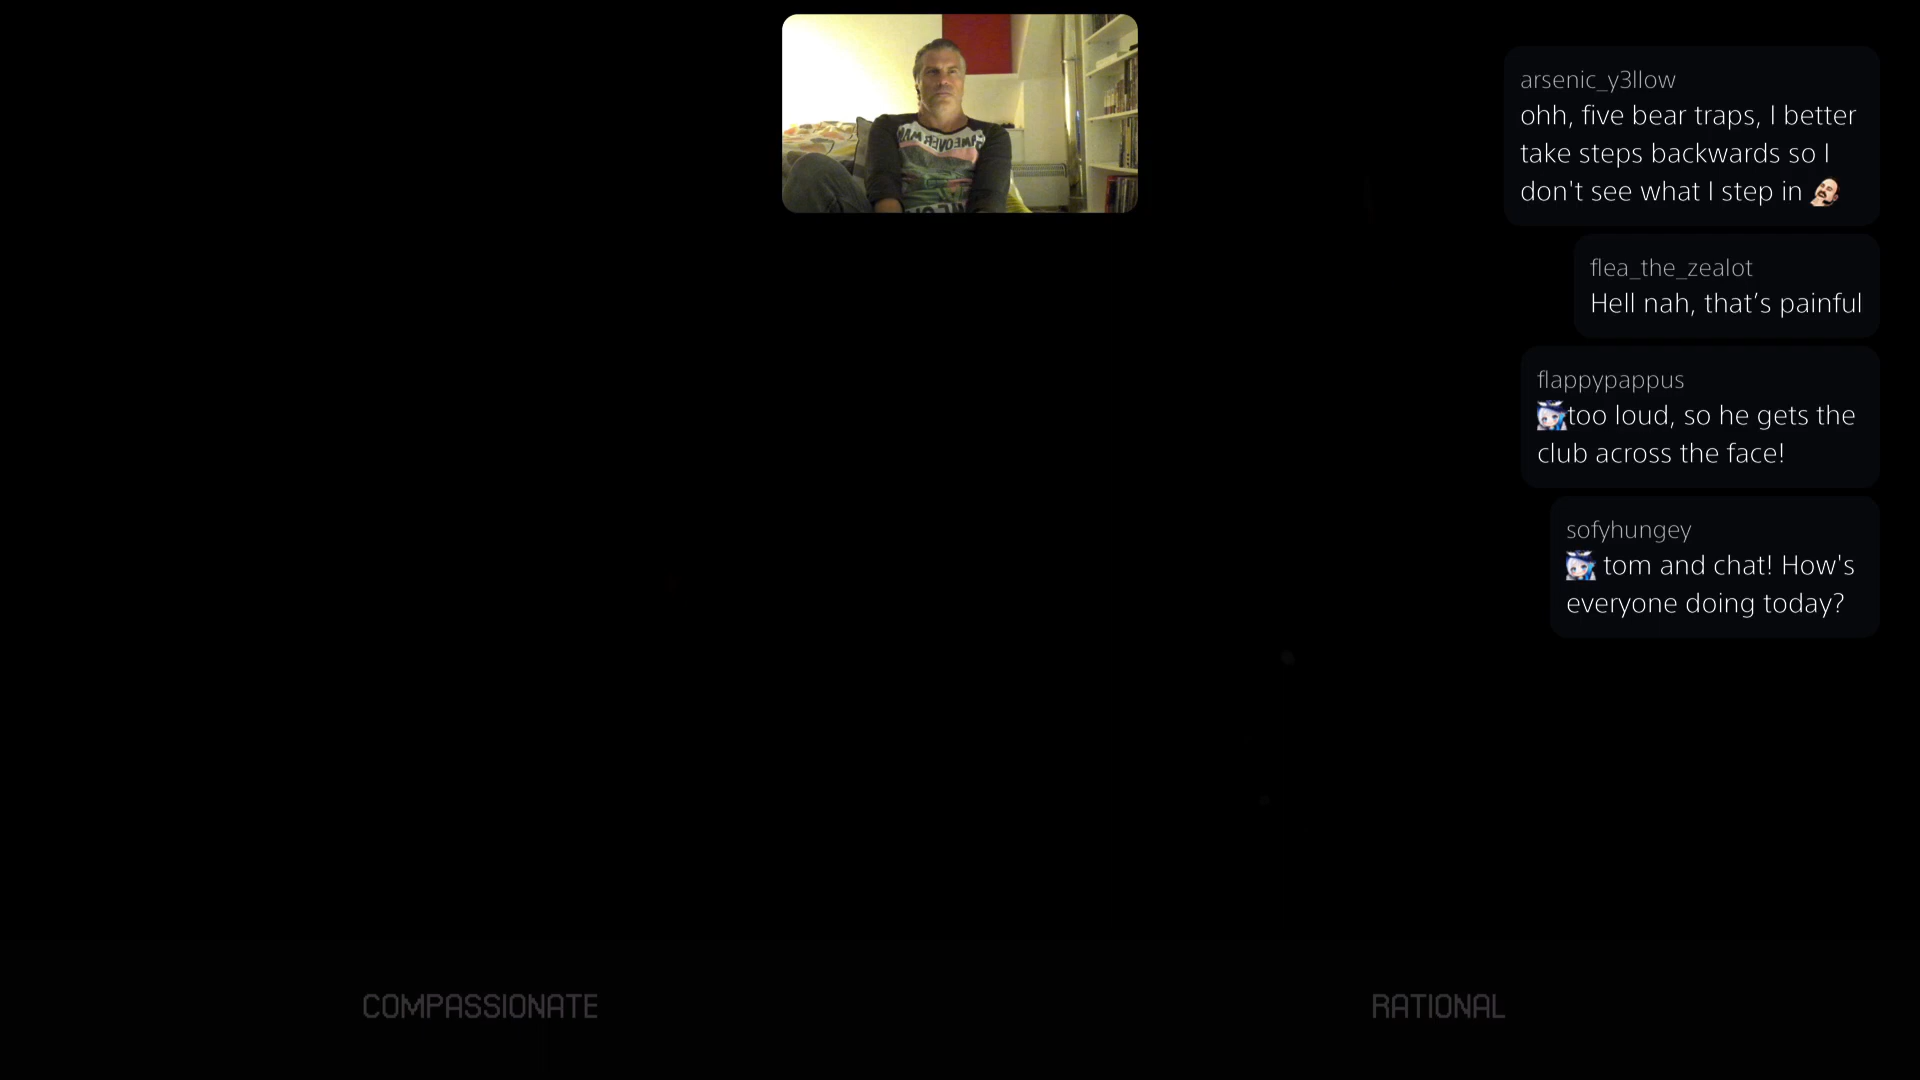 arsenic_y3llow
ohh, five bear traps, I better
take steps backwards so I
don't see what I step in
flea_the_zealot
Hell nah, that’s painful
flappypappus
too loud, so he gets the
club across the face!
sofyhungey
tom and chat! How's
everyone doing today?
COMPASSIONATE
RATIONAL